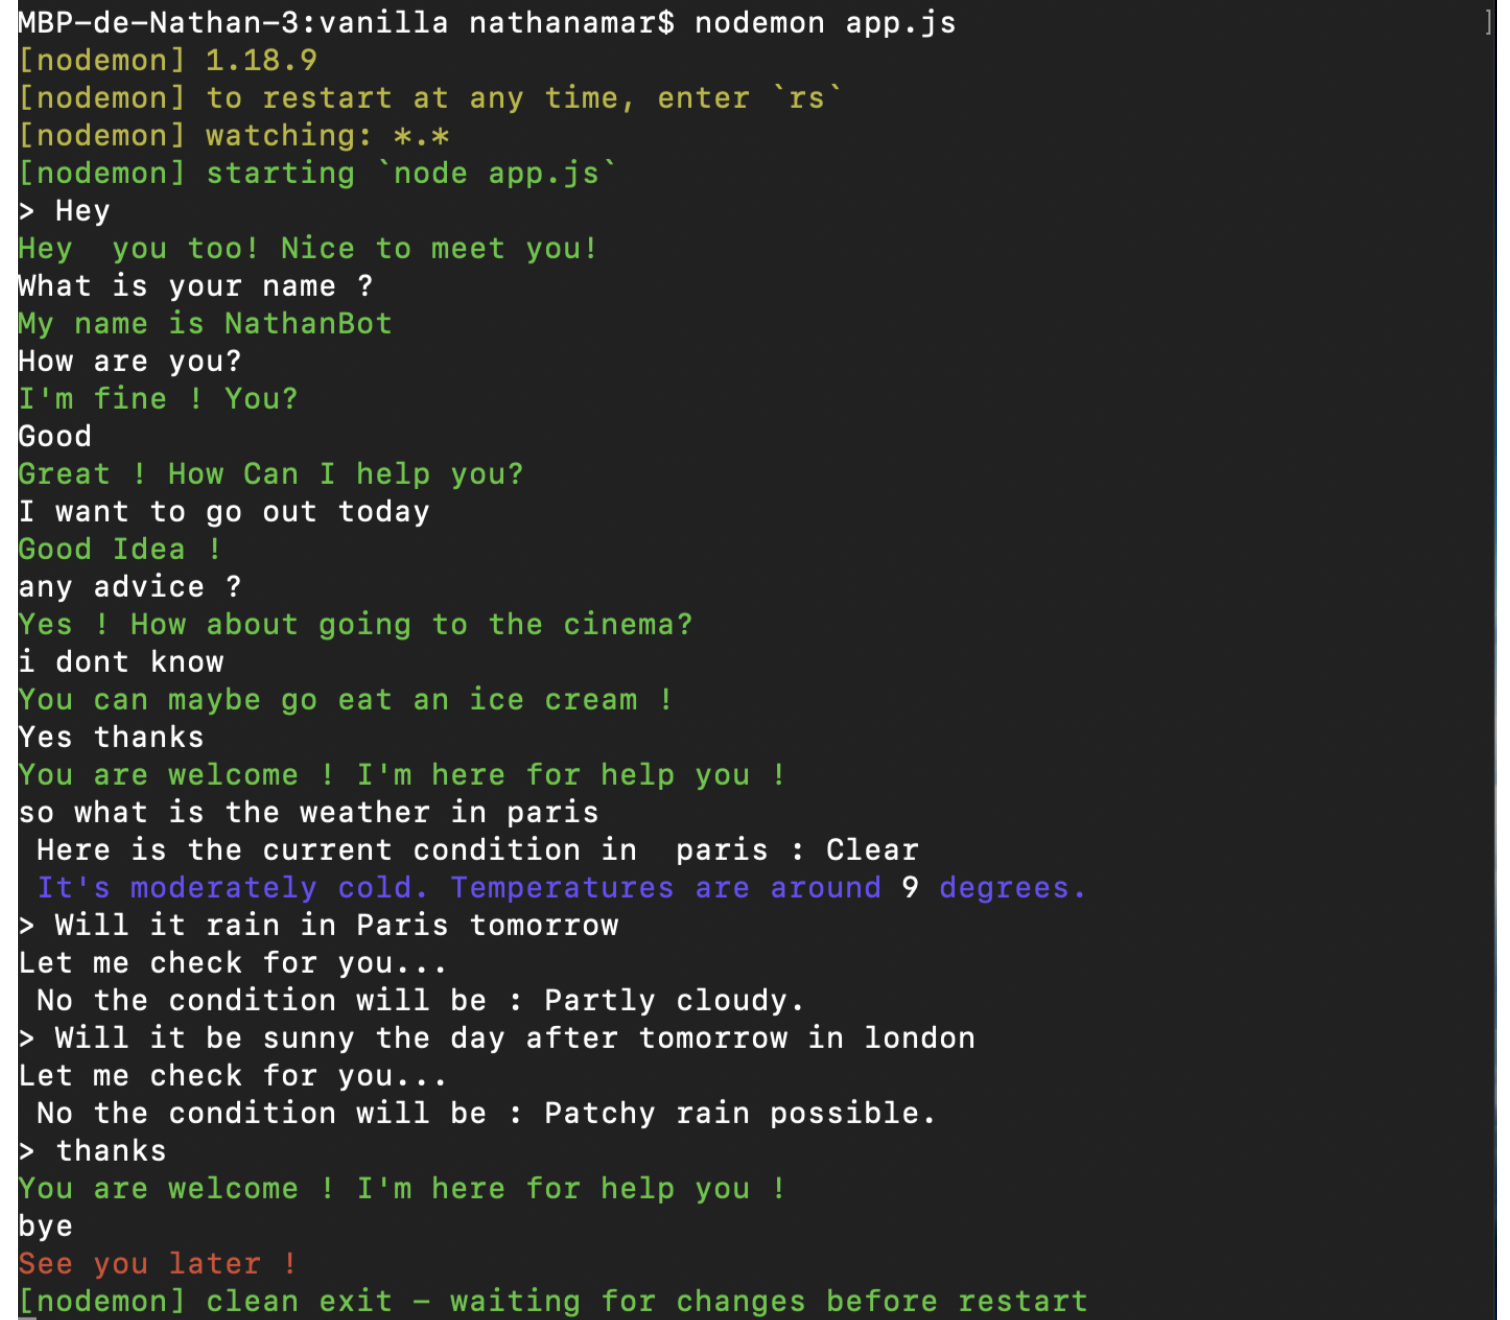 MBP-de-Nathan-3:vanilla nathanamar$ nodemon app.js ]
[nodemon] 1.18.9
[nodemon] to restart at any time, enter `rs`
[nodemon] watching: *.*
[nodemon] starting `node app.js`
> Hey
Hey  you too! Nice to meet you!
What is your name ?
My name is NathanBot
How are you?
I'm fine ! You?
Good
Great ! How Can I help you?
I want to go out today
Good Idea !
any advice ?
Yes ! How about going to the cinema?
i dont know
You can maybe go eat an ice cream !
Yes thanks
You are welcome ! I'm here for help you !
so what is the weather in paris
 Here is the current condition in  paris : Clear
 It's moderately cold. Temperatures are around 9 degrees.
> Will it rain in Paris tomorrow
Let me check for you...
 No the condition will be : Partly cloudy.
> Will it be sunny the day after tomorrow in london
Let me check for you...
 No the condition will be : Patchy rain possible.
> thanks
You are welcome ! I'm here for help you !
bye
See you later !
[nodemon] clean exit – waiting for changes before restart